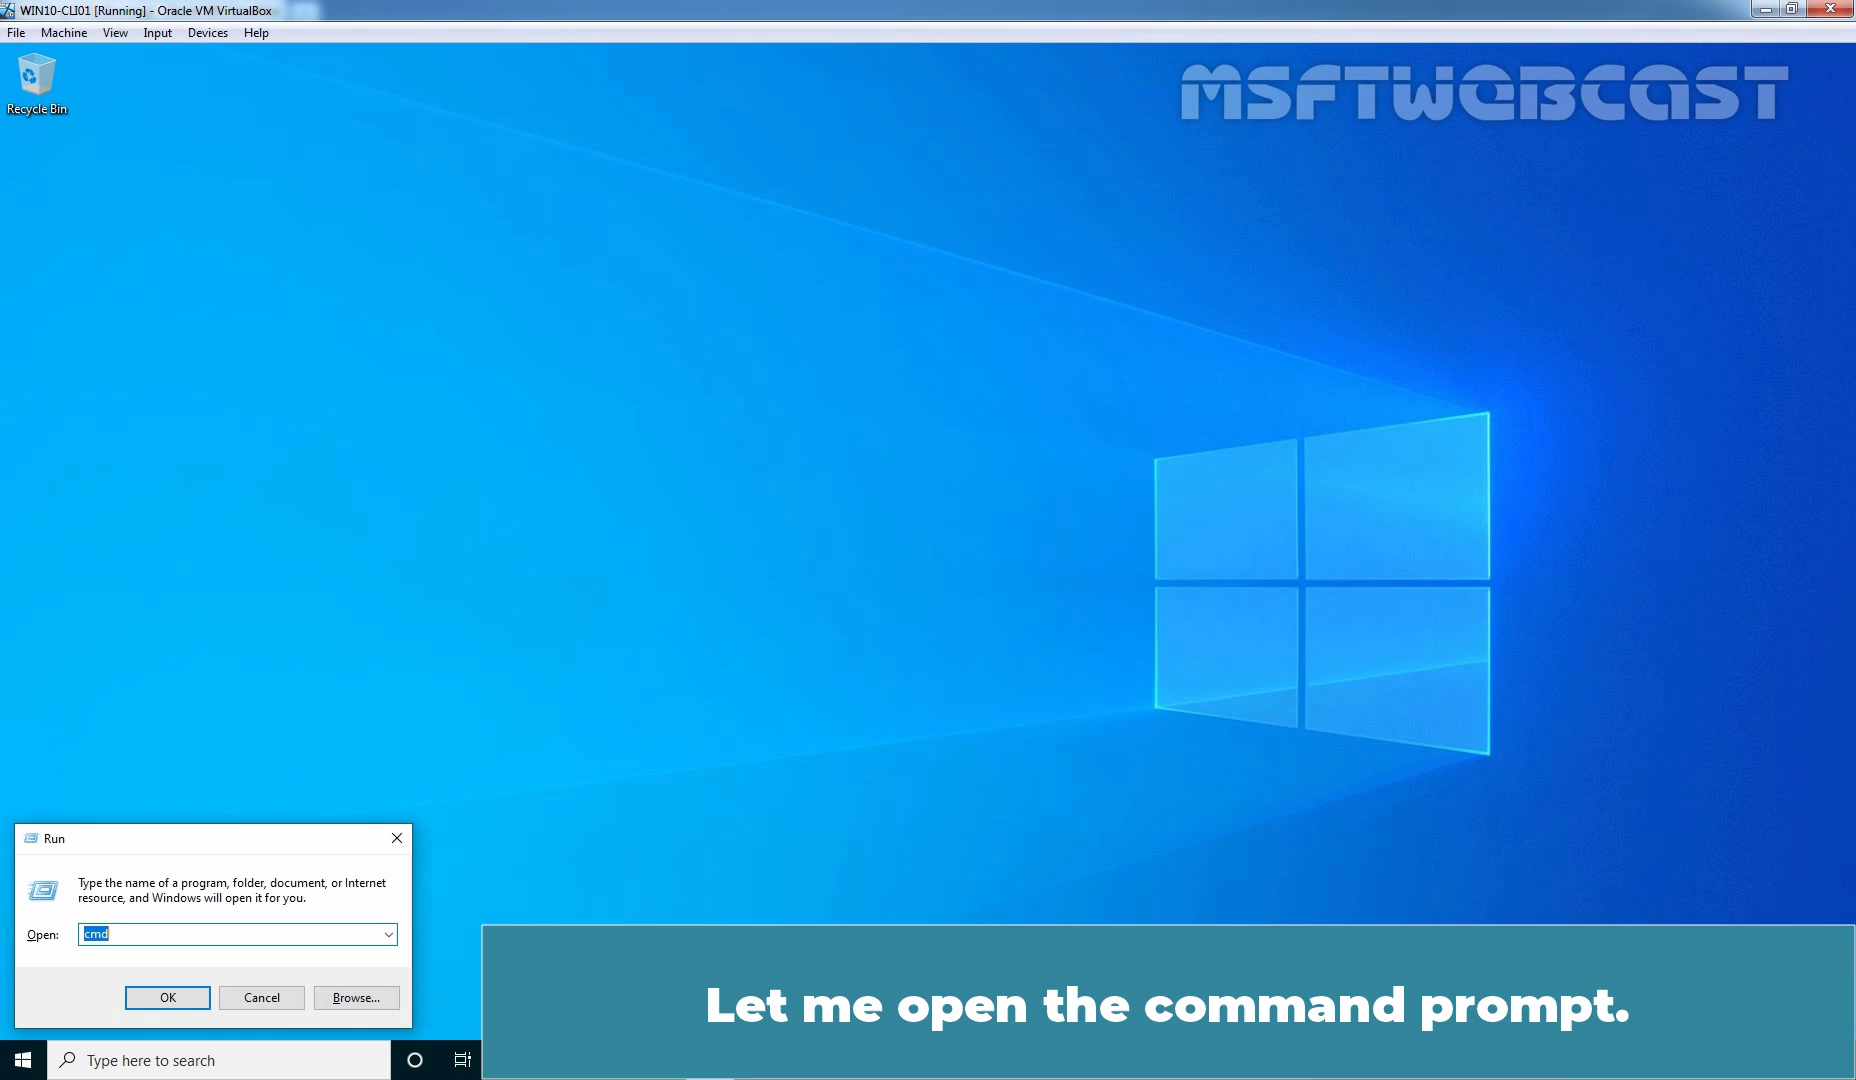 WIN10-CLI01 [Running] - Oracle VM VirtualBox
File Machine View Input Devices Help
Recycle Bin
MSFTWEBCAST
Run
Type the name of a program, folder, document, or Internet
resource, and Windows will open it for you.
Open: cmd
OK Cancel Browse...
Let me open the command prompt.
Type here to search